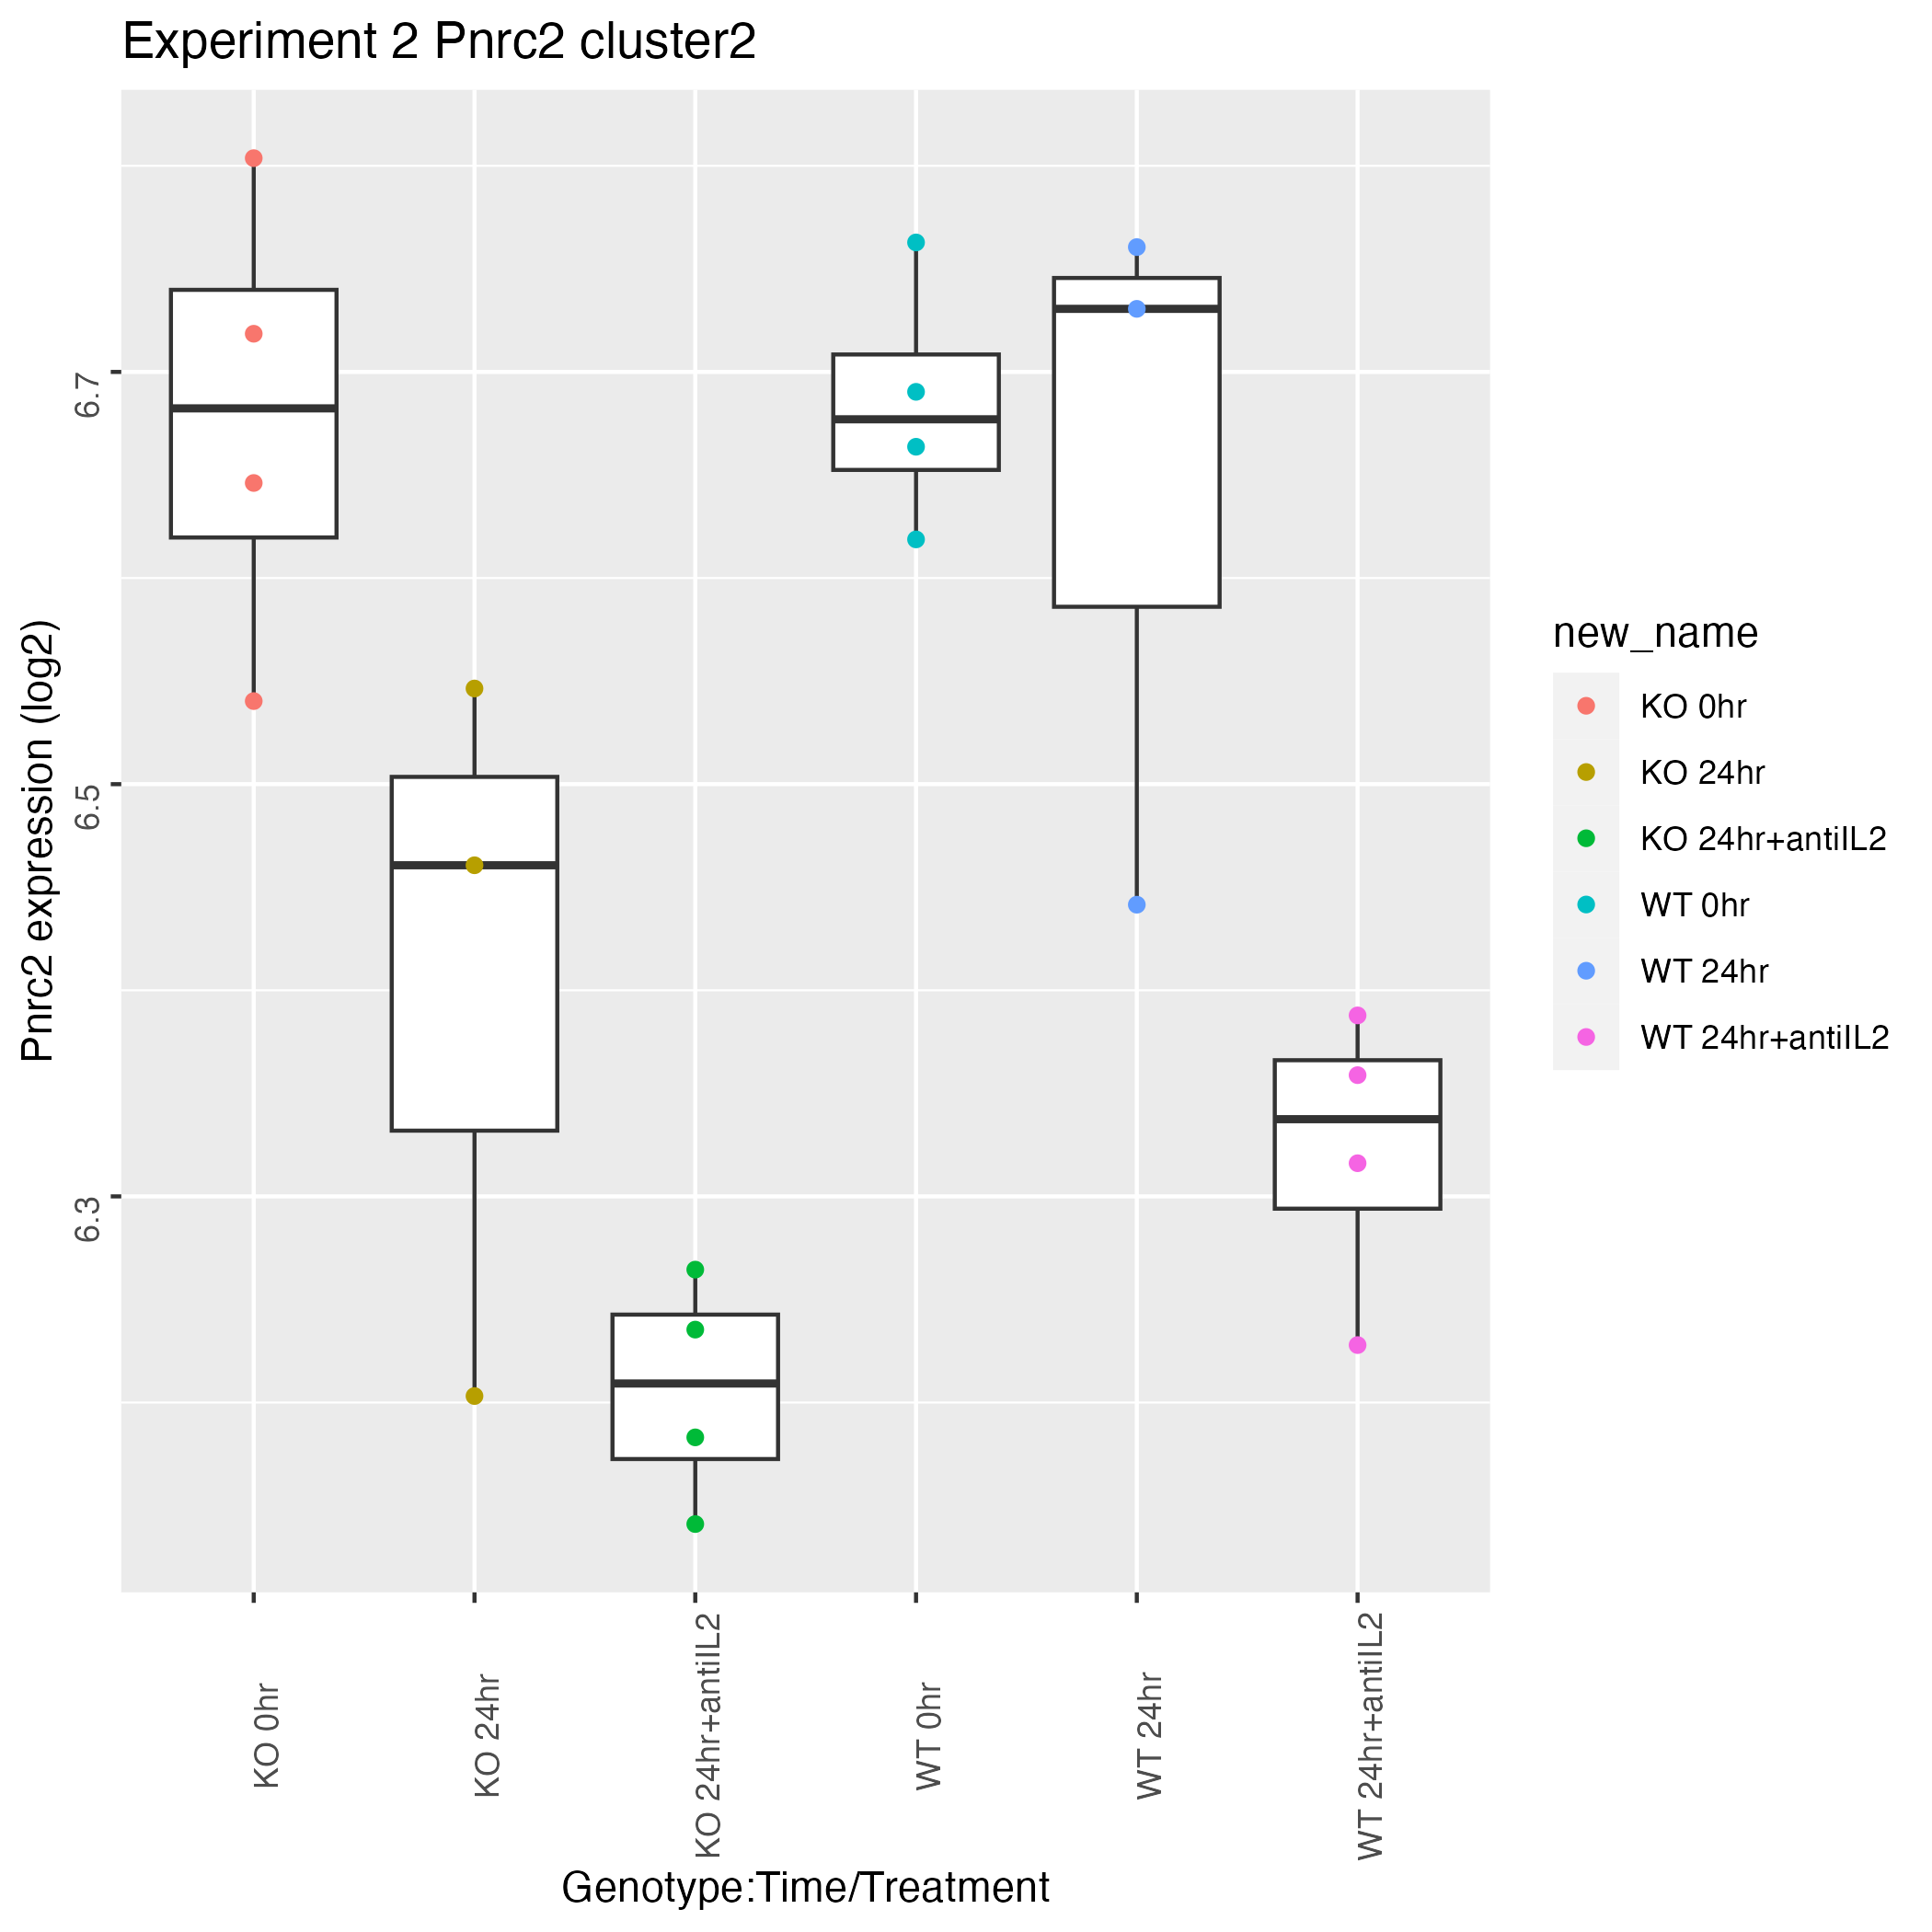 Experiment 2 Pnrc2 cluster2
Pnrc2 expression (log2)
6.7
6.5
6.3
KO 0hr
KO 24hr
KO 24hr+antiIL2
WT 0hr
WT 24hr
WT 24hr+antiIL2
Genotype:Time/Treatment
new_name
KO 0hr
KO 24hr
KO 24hr+antiIL2
WT 0hr
WT 24hr
WT 24hr+antiIL2